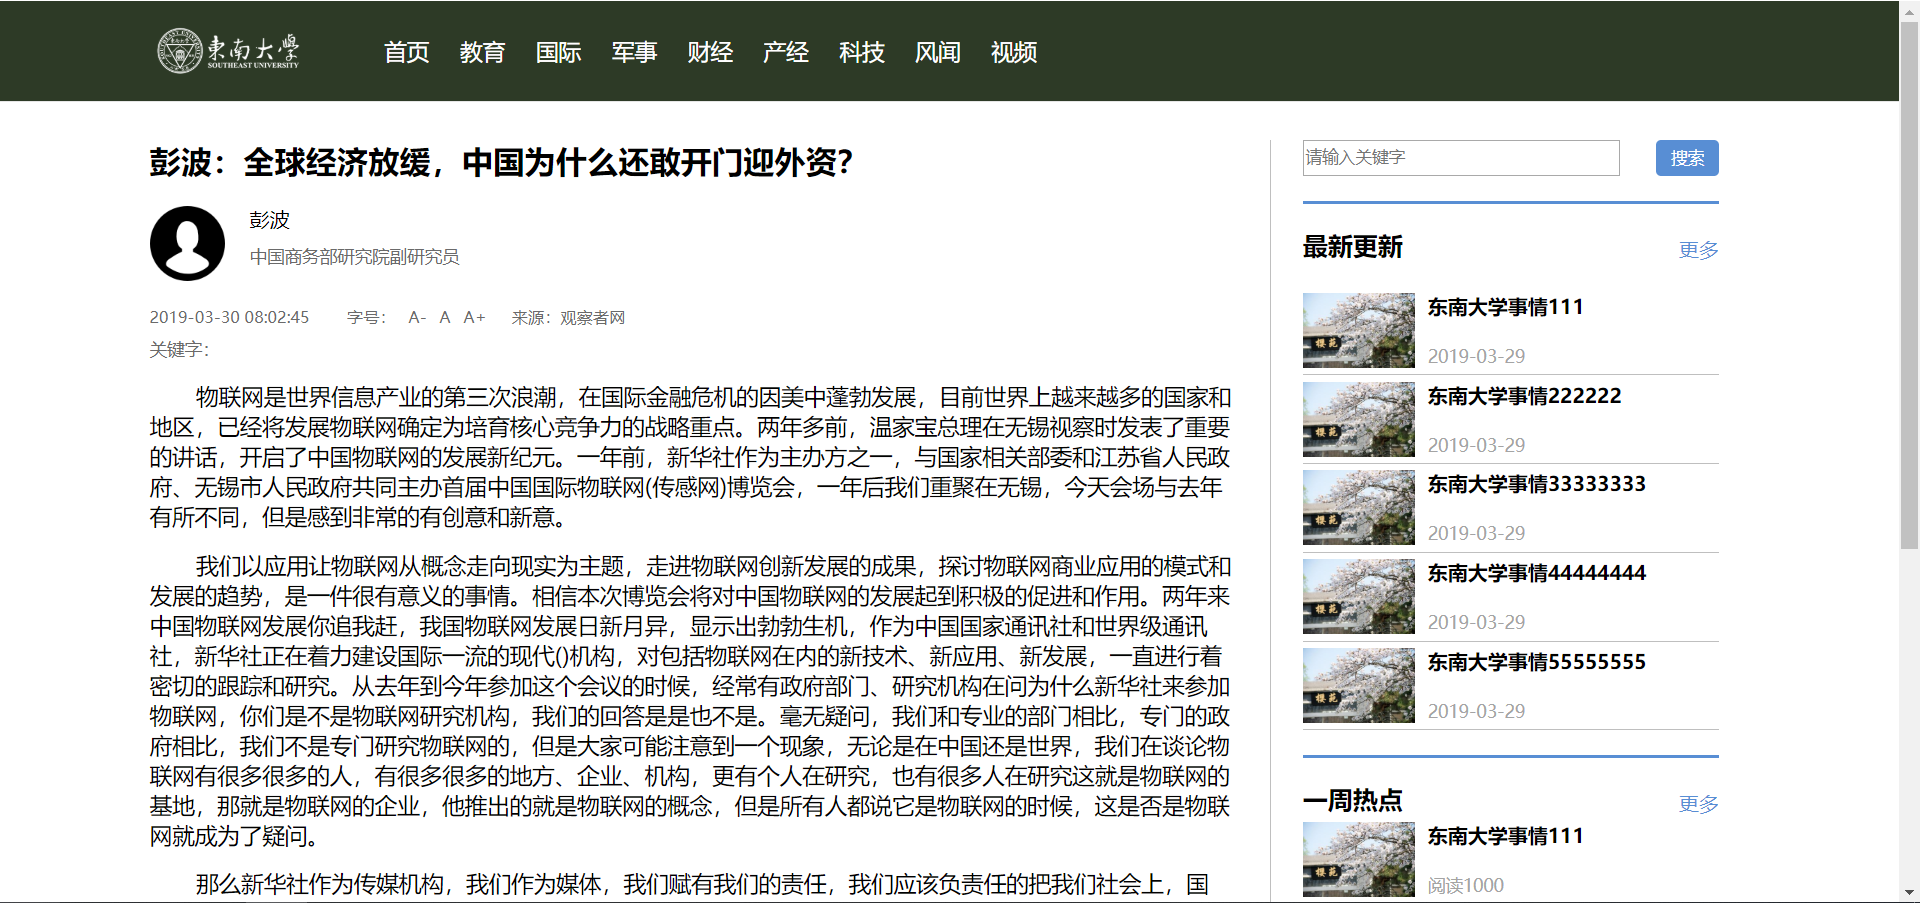 東南大學
SOUTHEAST UNIVERSITY
首页 教育 国际 军事 财经 产经 科技 风闻 视频
彭波：全球经济放缓，中国为什么还敢开门迎外资？
彭波
中国商务部研究院副研究员
2019-03-30 08:02:45 字号： A- A A+ 来源：观察者网
关键字：
物联网是世界信息产业的第三次浪潮，在国际金融危机的因美中蓬勃发展，目前世界上越来越多的国家和
地区，已经将发展物联网确定为培育核心竞争力的战略重点。两年多前，温家宝总理在无锡视察时发表了重要
的讲话，开启了中国物联网的发展新纪元。一年前，新华社作为主办方之一，与国家相关部委和江苏省人民政
府、无锡市人民政府共同主办首届中国国际物联网(传感网)博览会，一年后我们重聚在无锡，今天会场与去年
有所不同，但是感到非常的有创意和新意。
我们以应用让物联网从概念走向现实为主题，走进物联网创新发展的成果，探讨物联网商业应用的模式和
发展的趋势，是一件很有意义的事情。相信本次博览会将对中国物联网的发展起到积极的促进和作用。两年来
中国物联网发展你追我赶，我国物联网发展日新月异，显示出勃勃生机，作为中国国家通讯社和世界级通讯
社，新华社正在着力建设国际一流的现代()机构，对包括物联网在内的新技术、新应用、新发展，一直进行着
密切的跟踪和研究。从去年到今年参加这个会议的时候，经常有政府部门、研究机构在问为什么新华社来参加
物联网，你们是不是物联网研究机构，我们的回答是是也不是。毫无疑问，我们和专业的部门相比，专门的政
府相比，我们不是专门研究物联网的，但是大家可能注意到一个现象，无论是在中国还是世界，我们在谈论物
联网有很多很多的人，有很多很多的地方、企业、机构，更有个人在研究，也有很多人在研究这就是物联网的
基地，那就是物联网的企业，他推出的就是物联网的概念，但是所有人都说它是物联网的时候，这是否是物联
网就成为了疑问。
那么新华社作为传媒机构，我们作为媒体，我们赋有我们的责任，我们应该负责任的把我们社会上，国
请输入关键字 搜索
最新更新 更多
樱苑
东南大学事情111
2019-03-29
樱苑
东南大学事情222222
2019-03-29
樱苑
东南大学事情33333333
2019-03-29
樱苑
东南大学事情44444444
2019-03-29
樱苑
东南大学事情55555555
2019-03-29
一周热点 更多
樱苑
东南大学事情111
阅读1000